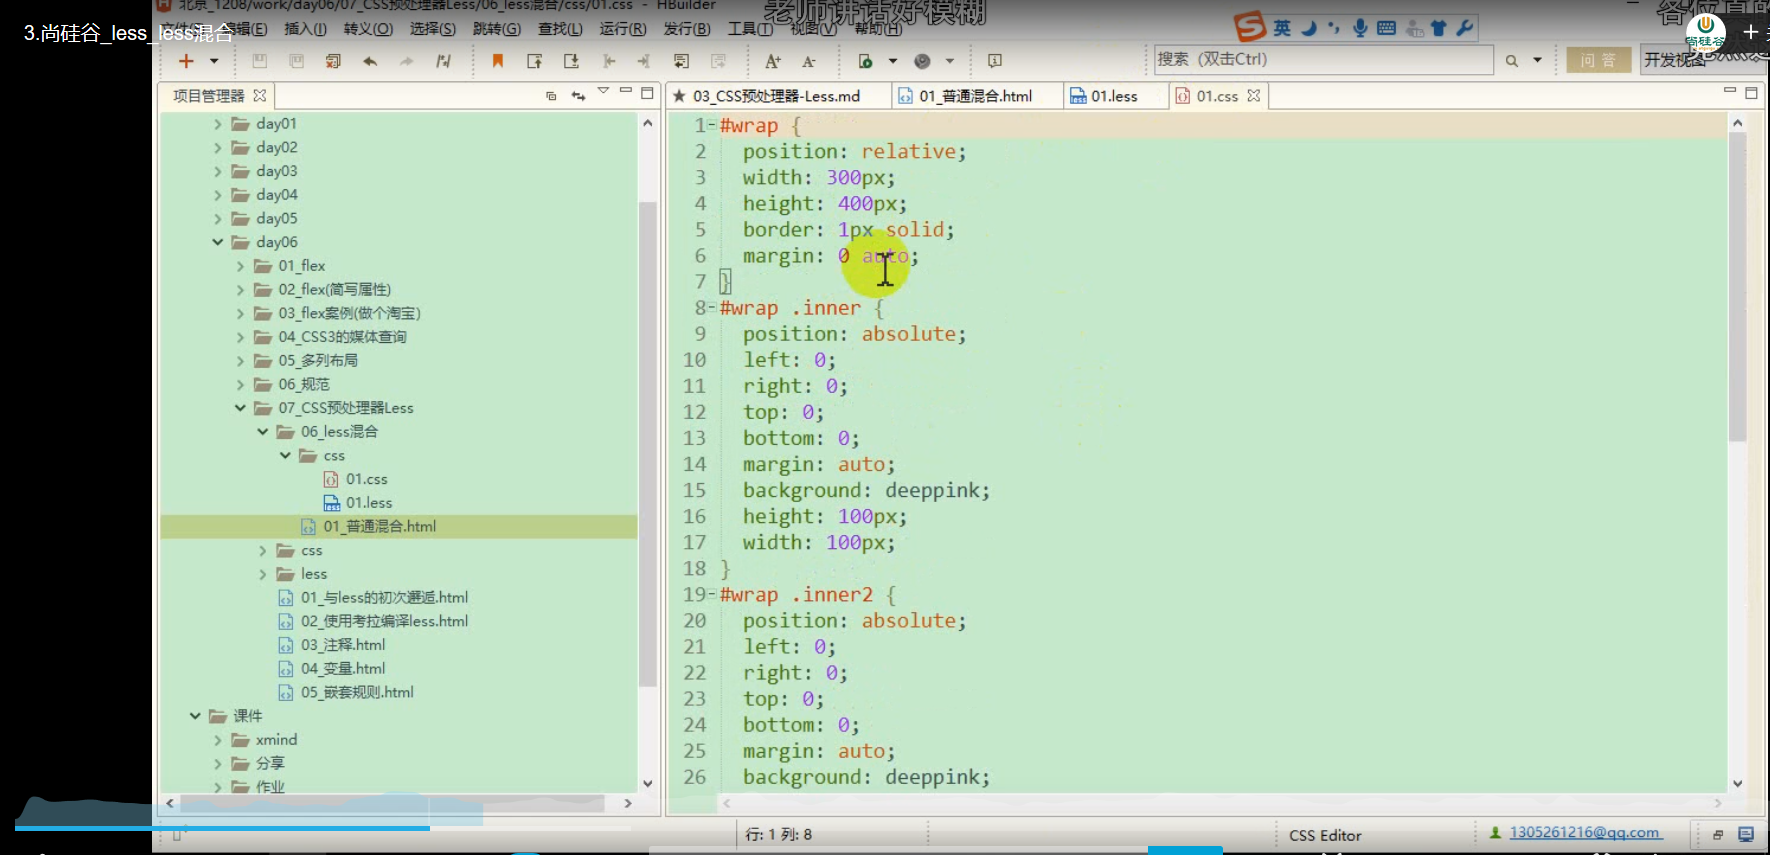 北京_1208/work/day06/07_CSS预处理器Less/06_less混合/css/01.css - HBuilder
老师讲话好模糊
3.尚硅谷_less_less混合
编辑(E) 插入(I) 转义(O) 选择(S) 跳转(G) 查找(L) 运行(R) 发行(B) 工具(T) 视图(V) 帮助(H)
英
尚硅谷
搜索 (双击Ctrl)
问答
开发视图
项目管理器
03_CSS预处理器-Less.md
01_普通混合.html
01.less
01.css
day01
day02
day03
day04
day05
day06
01_flex
02_flex(简写属性)
03_flex案例(做个淘宝)
04_CSS3的媒体查询
05_多列布局
06_规范
07_CSS预处理器Less
06_less混合
css
01.css
01.less
01_普通混合.html
css
less
01_与less的初次邂逅.html
02_使用考拉编译less.html
03_注释.html
04_变量.html
05_嵌套规则.html
课件
xmind
分享
作业
1 #wrap {
2 position: relative;
3 width: 300px;
4 height: 400px;
5 border: 1px solid;
6 margin: 0 auto;
7 }
8 #wrap .inner {
9 position: absolute;
10 left: 0;
11 right: 0;
12 top: 0;
13 bottom: 0;
14 margin: auto;
15 background: deeppink;
16 height: 100px;
17 width: 100px;
18 }
19 #wrap .inner2 {
20 position: absolute;
21 left: 0;
22 right: 0;
23 top: 0;
24 bottom: 0;
25 margin: auto;
26 background: deeppink;
行: 1 列: 8
CSS Editor
1305261216@qq.com